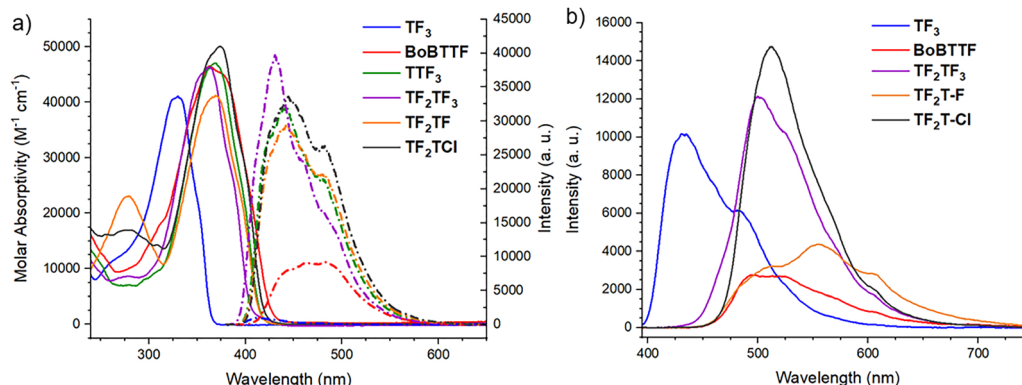 a)
Molar Absorptivity (M⁻¹ cm⁻¹)
50000
40000
30000
20000
10000
0
300
400
500
600
Wavelength (nm)
45000
40000
35000
30000
25000
20000
15000
10000
5000
0
Intensity (a. u.)
TF₃
BoBTTF
TTF₃
TF₂TF₃
TF₂TF
TF₂TCl
b)
Intensity (a. u.)
16000
14000
12000
10000
8000
6000
4000
2000
0
400
500
600
700
Wavelength (nm)
TF₃
BoBTTF
TF₂TF₃
TF₂T-F
TF₂T-Cl